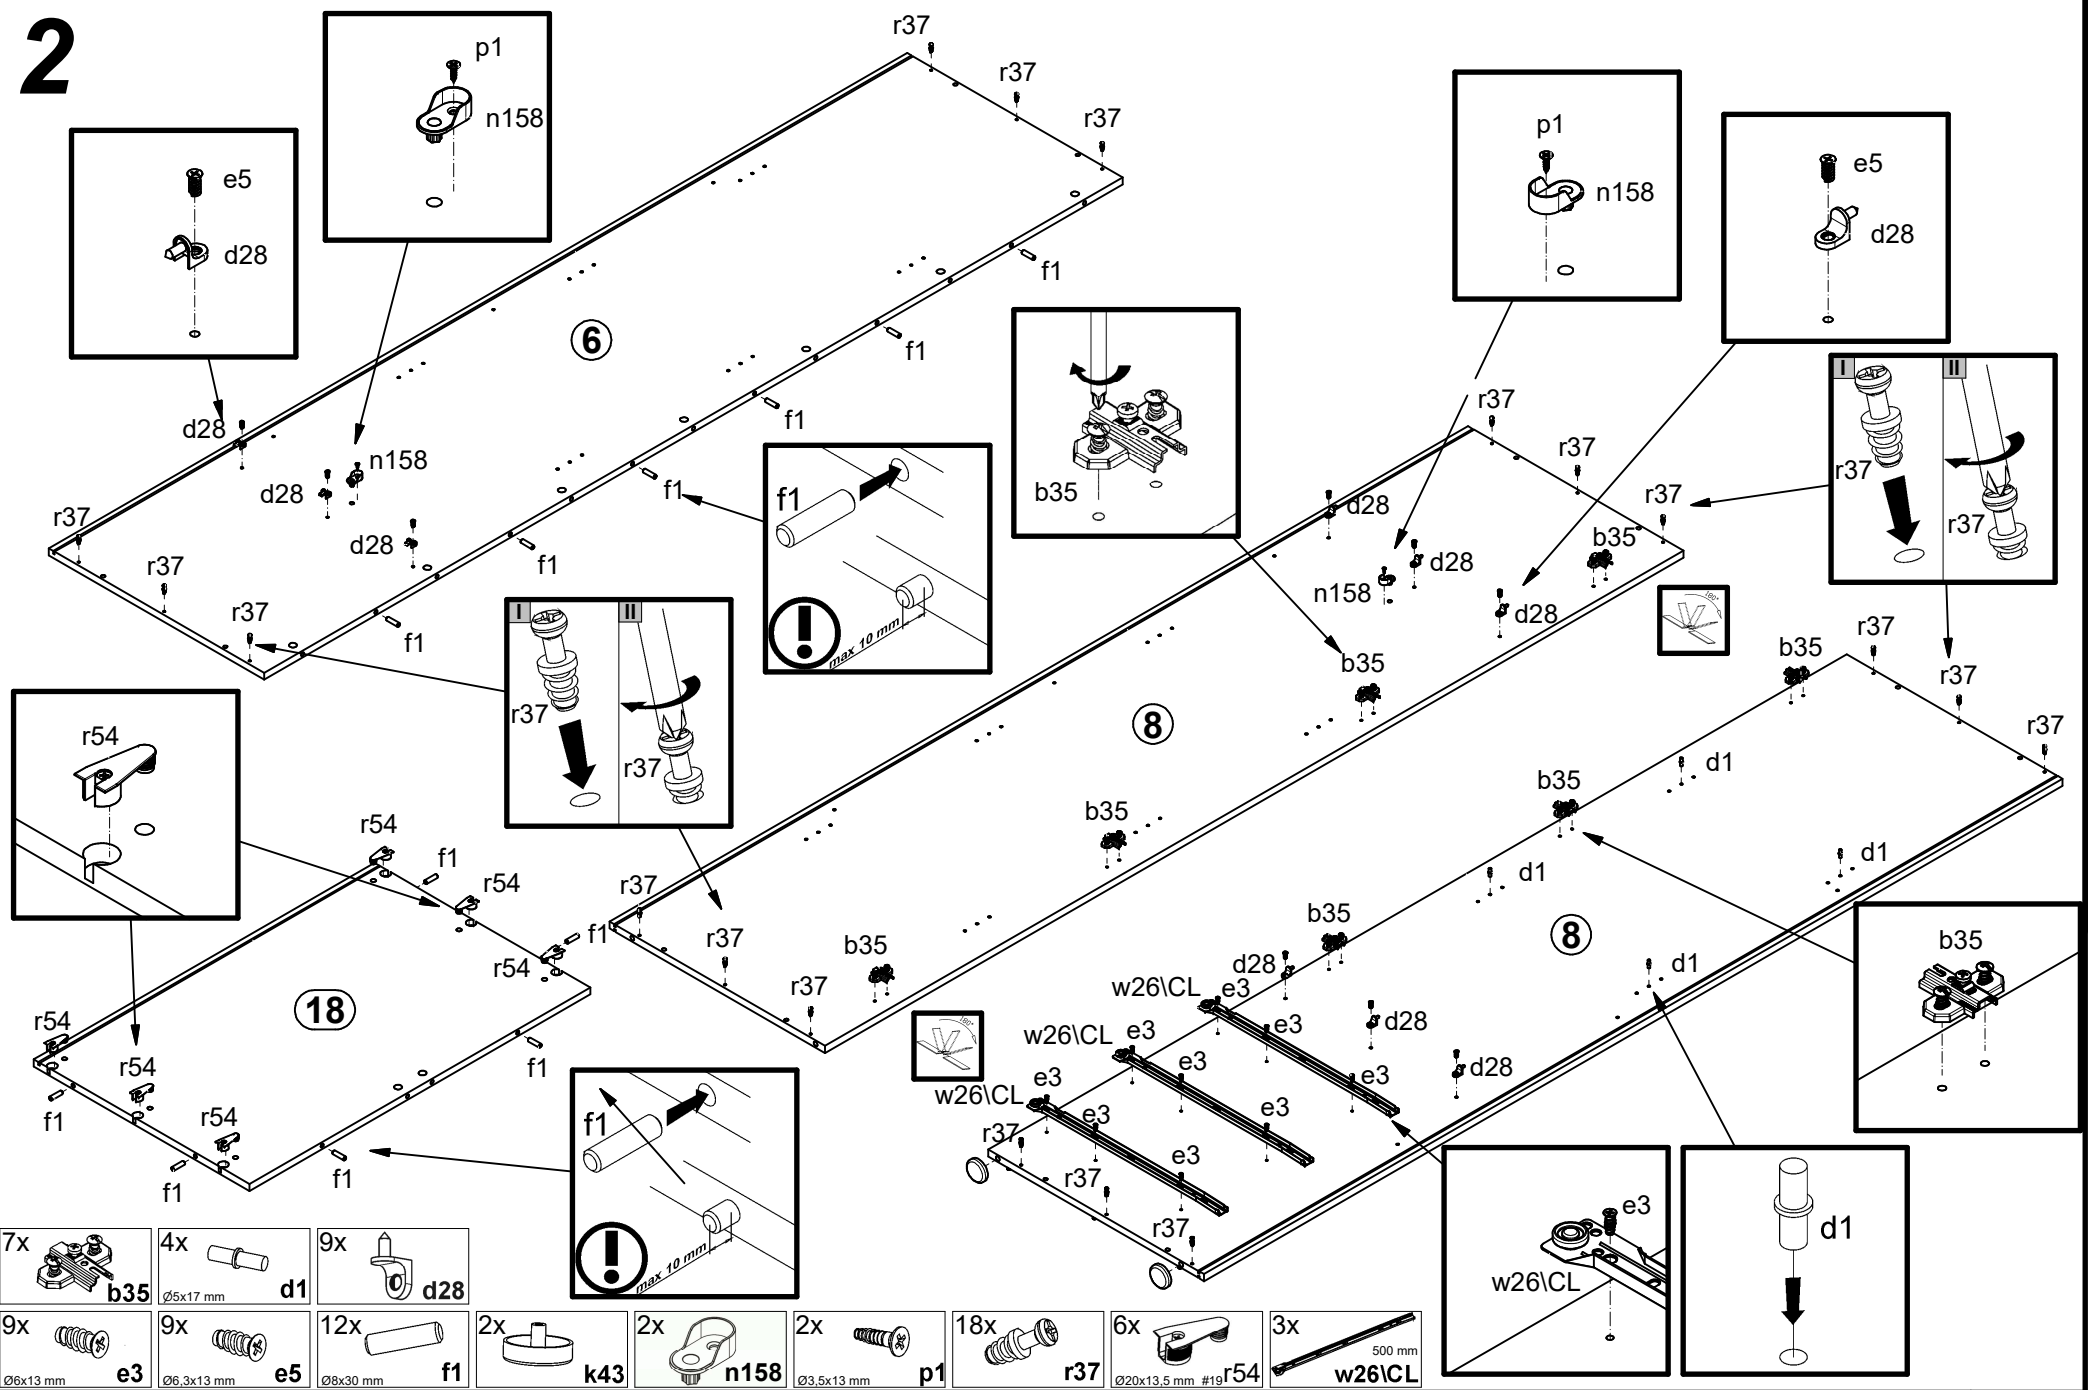 2
p1
n158
e5
d28
r37
r37
r37
p1
n158
e5
d28
6
f1
f1
f1
f1
f1
f1
d28
n158
d28
d28
r37
r37
r37
b35
f1
max 10 mm
I
II
r37
r37
I
II
r37
r37
r37
r37
r37
d28
d28
n158
d28
b35
180°
b35
b35
b35
8
r37
r37
r37
r54
r54
f1
r54
f1
r54
18
r54
r54
r54
f1
f1
f1
f1
f1
max 10 mm
180°
b35
r37
r37
r37
d1
b35
d1
d1
b35
8
d1
d28
d28
d28
w26\CL
e3
e3
e3
w26\CL
e3
e3
e3
w26\CL
e3
e3
e3
r37
r37
r37
b35
e3
w26\CL
d1
7x
b35
4x
Ø5x17 mm
d1
9x
d28
9x
Ø6x13 mm
e3
9x
Ø6,3x13 mm
e5
12x
Ø8x30 mm
f1
2x
k43
2x
n158
2x
Ø3,5x13 mm
p1
18x
r37
6x
Ø20x13,5 mm #19
r54
3x
500 mm
w26\CL